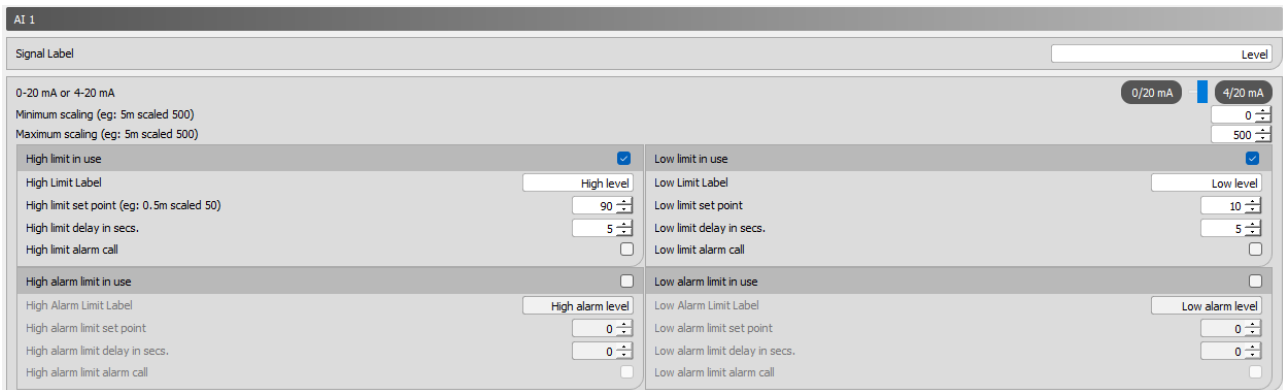 AI 1
Signal Label Level
0-20 mA or 4-20 mA 0/20 mA 4/20 mA
Minimum scaling (eg: 5m scaled 500) 0
Maximum scaling (eg: 5m scaled 500) 500
High limit in use Low limit in use
High Limit Label High level Low Limit Label Low level
High limit set point (eg: 0.5m scaled 50) 90 Low limit set point 10
High limit delay in secs. 5 Low limit delay in secs. 5
High limit alarm call Low limit alarm call
High alarm limit in use Low alarm limit in use
High Alarm Limit Label High alarm level Low Alarm Limit Label Low alarm level
High alarm limit set point 0 Low alarm limit set point 0
High alarm limit delay in secs. 0 Low alarm limit delay in secs. 0
High alarm limit alarm call Low alarm limit alarm call